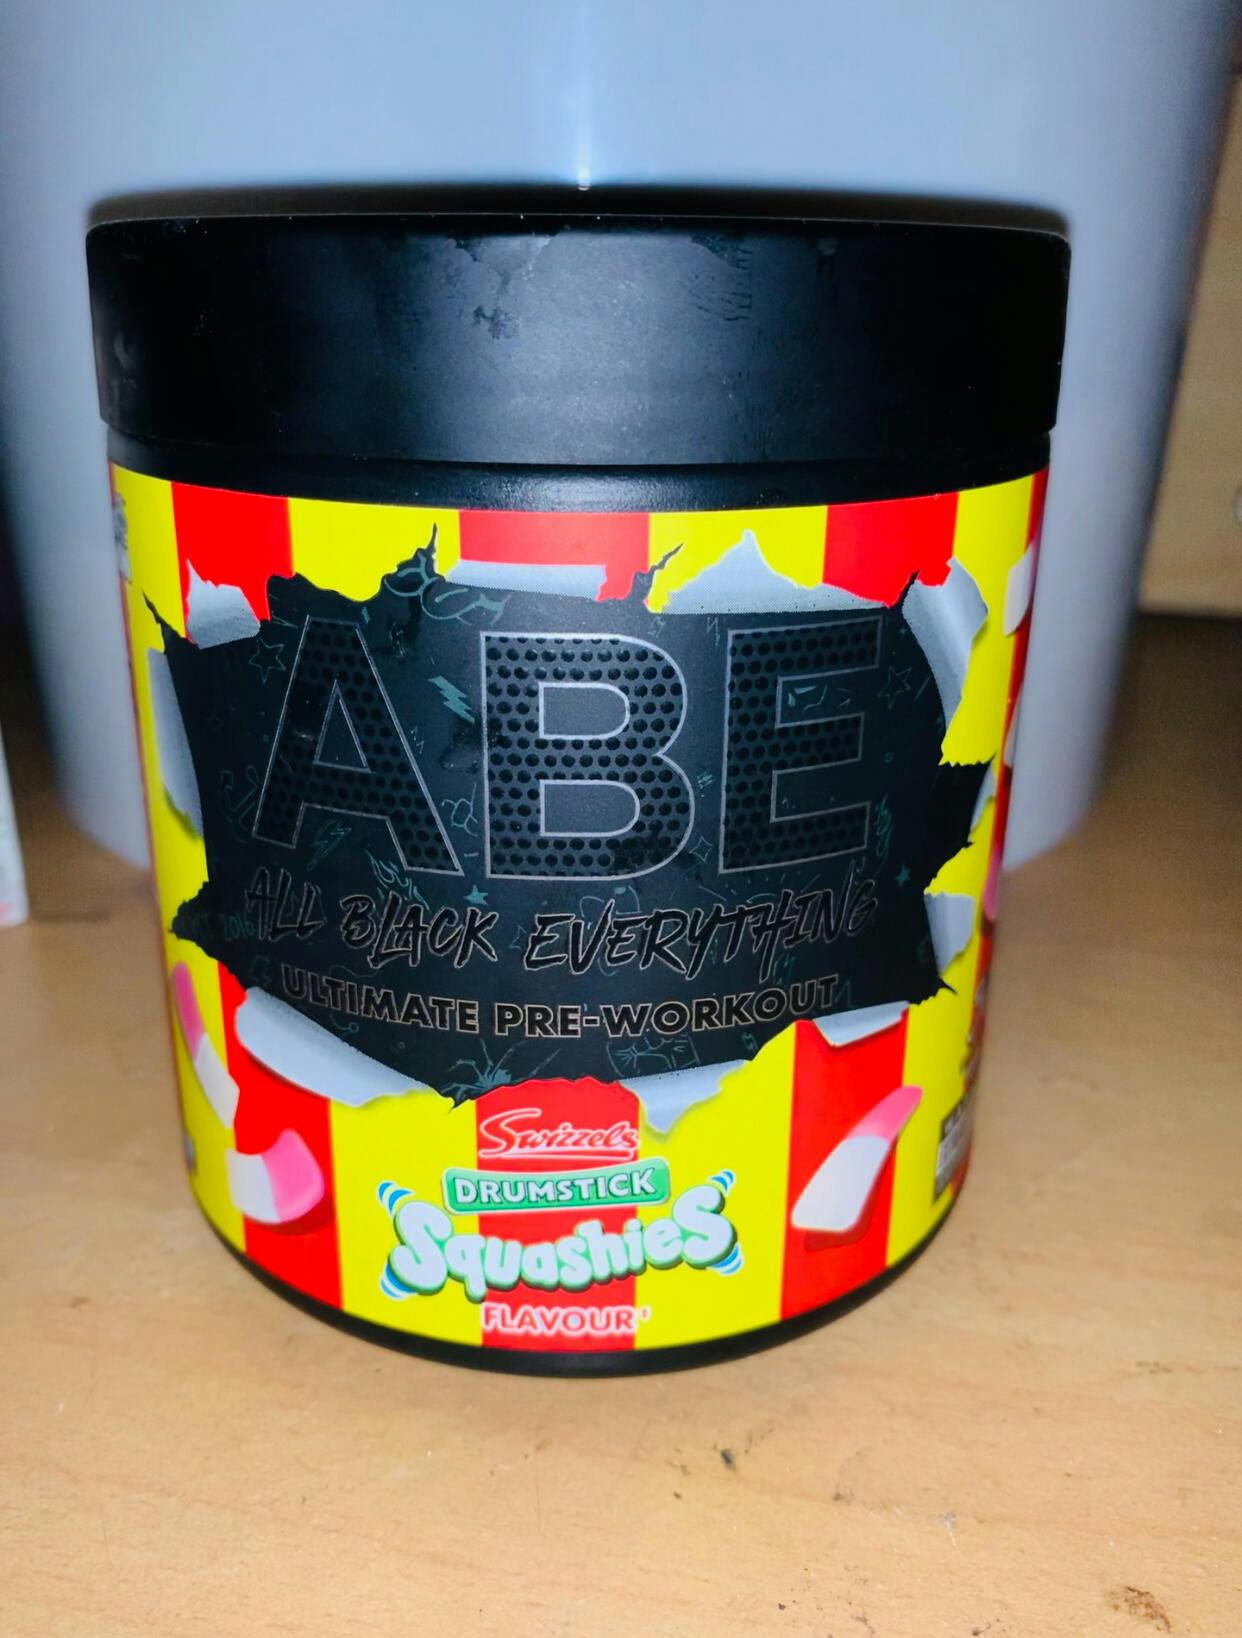 ABE
ALL BLACK EVERYTHING
ULTIMATE PRE-WORKOUT
Swizzels
DRUMSTICK
Squashies
FLAVOUR